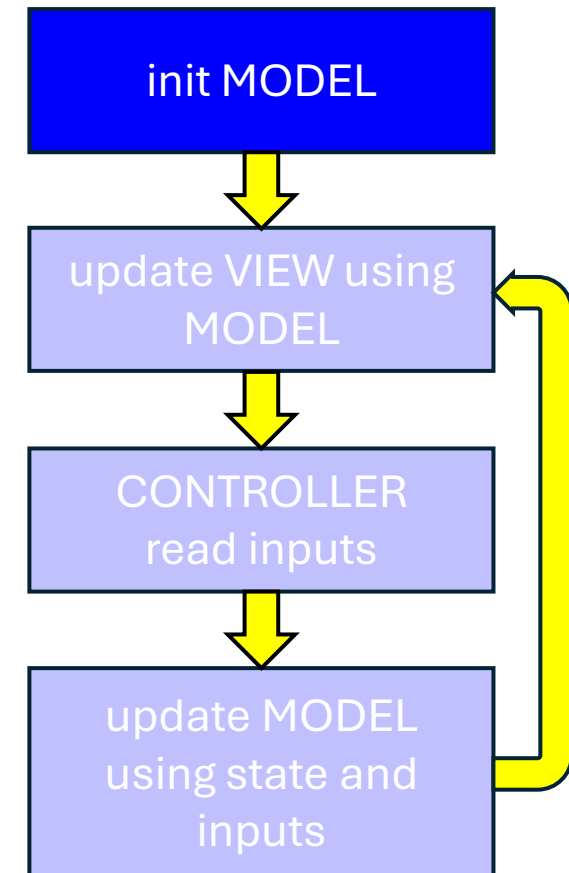 init MODEL
update VIEW using
MODEL
CONTROLLER
read inputs
update MODEL
using state and
inputs